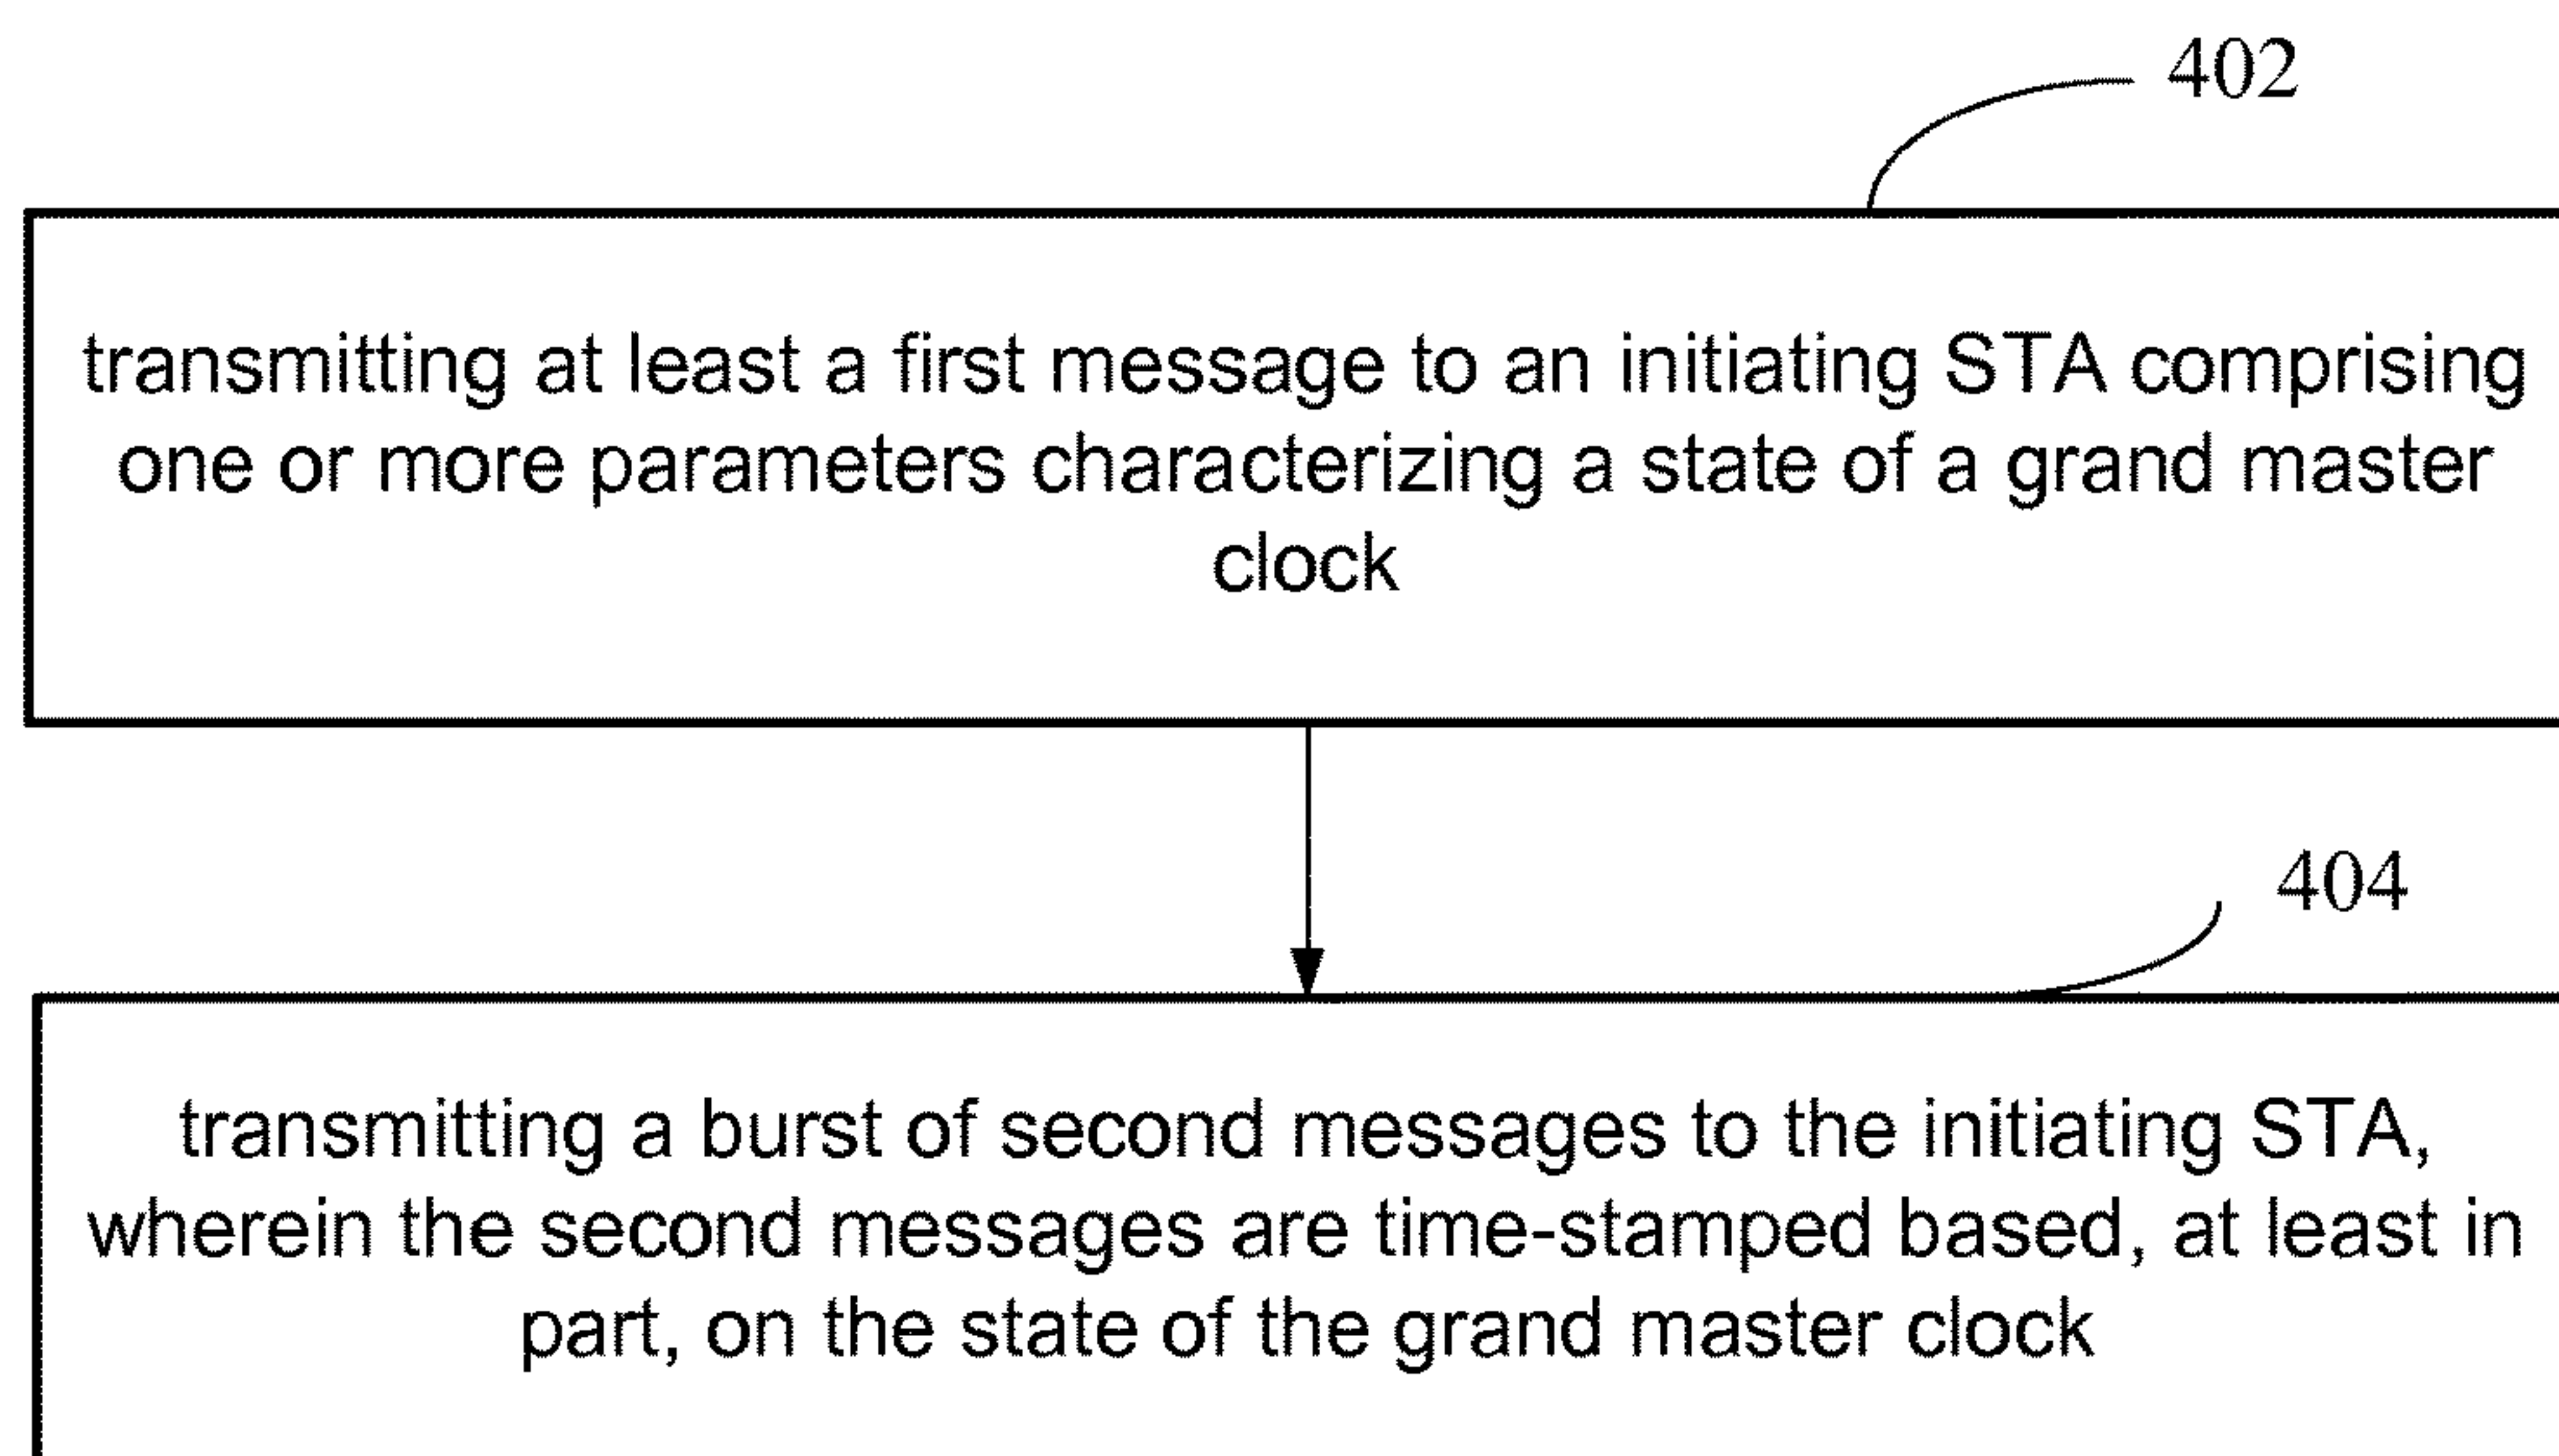 402
transmitting at least a first message to an initiating STA comprising
one or more parameters characterizing a state of a grand master
clock
404
transmitting a burst of second messages to the initiating STA,
wherein the second messages are time-stamped based, at least in
part, on the state of the grand master clock